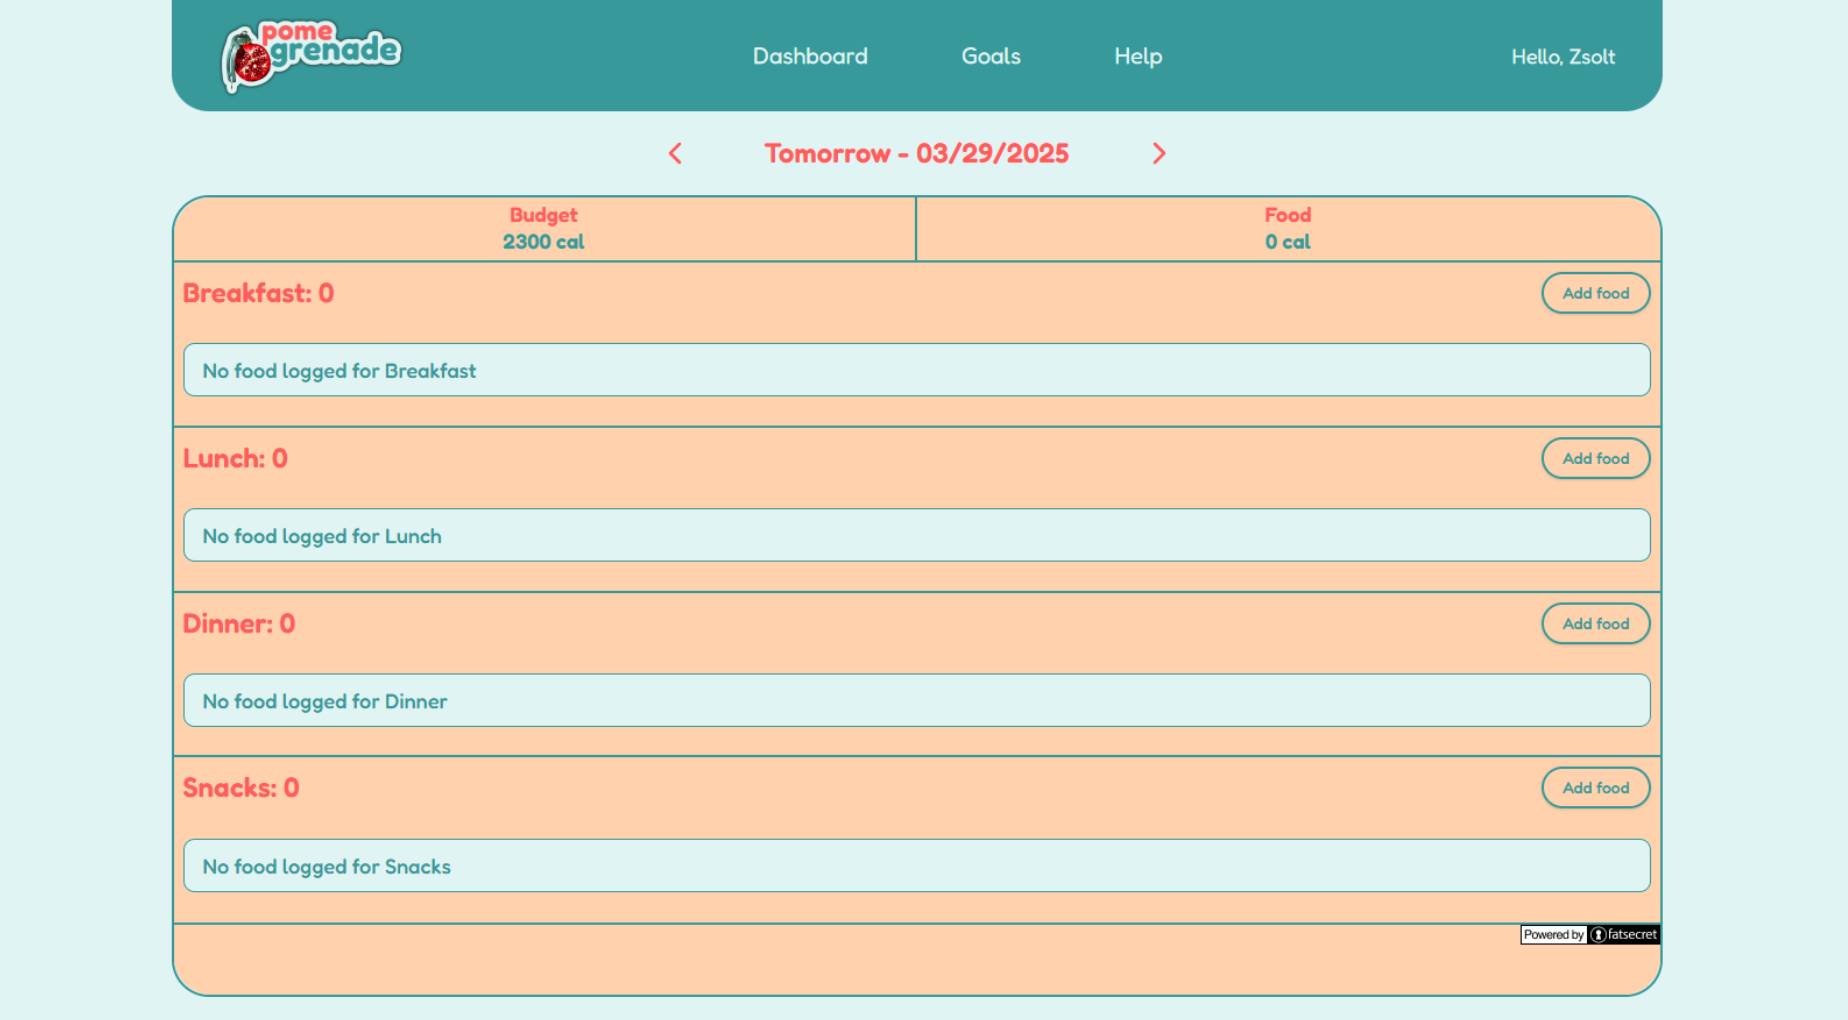 pome
grenade
Dashboard
Goals
Help
Hello, Zsolt
Tomorrow - 03/29/2025
Budget
2300 cal
Food
0 cal
Breakfast: 0
Add food
No food logged for Breakfast
Lunch: 0
Add food
No food logged for Lunch
Dinner: 0
Add food
No food logged for Dinner
Snacks: 0
Add food
No food logged for Snacks
Powered by fatsecret